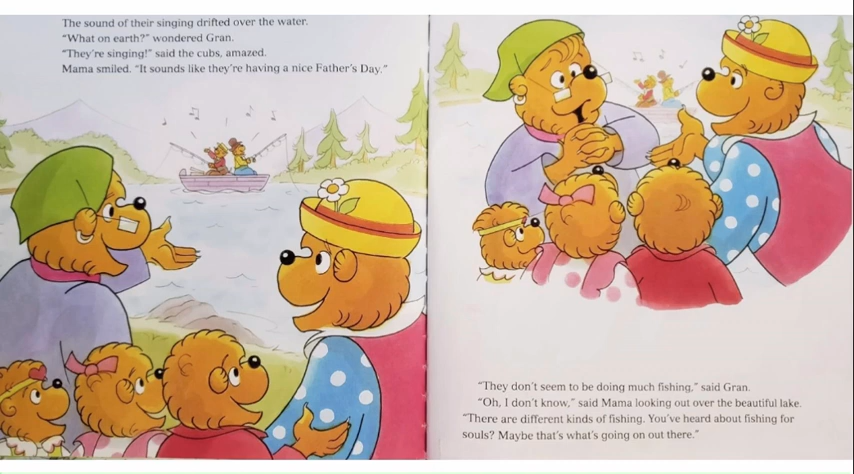 The sound of their singing drifted over the water.
“What on earth?” wondered Gran.
“They’re singing!” said the cubs, amazed.
Mama smiled. “It sounds like they’re having a nice Father’s Day.”
“They don’t seem to be doing much fishing,” said Gran.
“Oh, I don’t know,” said Mama looking out over the beautiful lake.
“There are different kinds of fishing. You’ve heard about fishing for
souls? Maybe that’s what’s going on out there.”